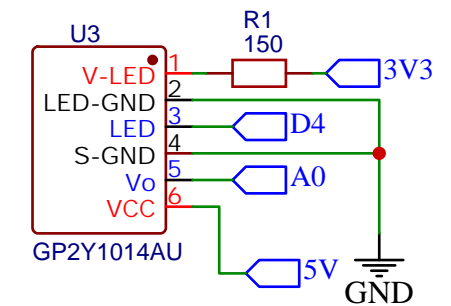 U3
R1
150
V-LED 1 3V3
LED-GND 2
LED 3 D4
S-GND 4
Vo 5 A0
VCC 6
GP2Y1014AU
5V
GND